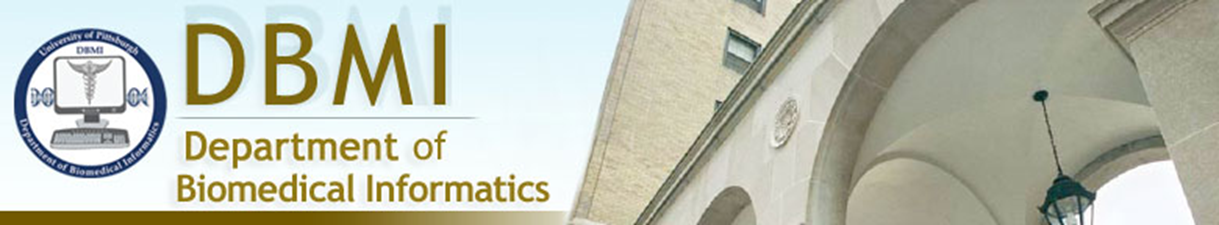 University of Pittsburgh
DBMI
Department of Biomedical Informatics
DBMI
Department of
Biomedical Informatics